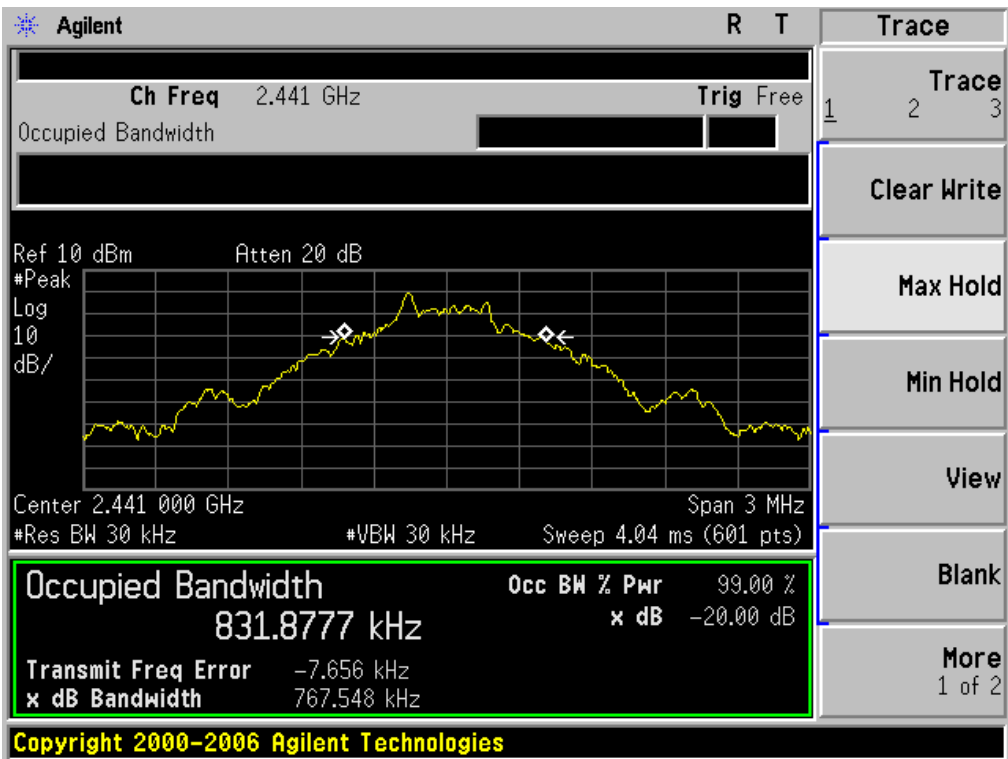 Agilent R T
Ch Freq 2.441 GHz Trig Free
Occupied Bandwidth
Ref 10 dBm Atten 20 dB
#Peak
Log
10
dB/
Center 2.441 000 GHz Span 3 MHz
#Res BW 30 kHz #VBW 30 kHz Sweep 4.04 ms (601 pts)
Occupied Bandwidth Occ BW % Pwr 99.00 %
831.8777 kHz x dB -20.00 dB
Transmit Freq Error -7.656 kHz
x dB Bandwidth 767.548 kHz
Copyright 2000-2006 Agilent Technologies
Trace
Trace
1 2 3
Clear Write
Max Hold
Min Hold
View
Blank
More
1 of 2